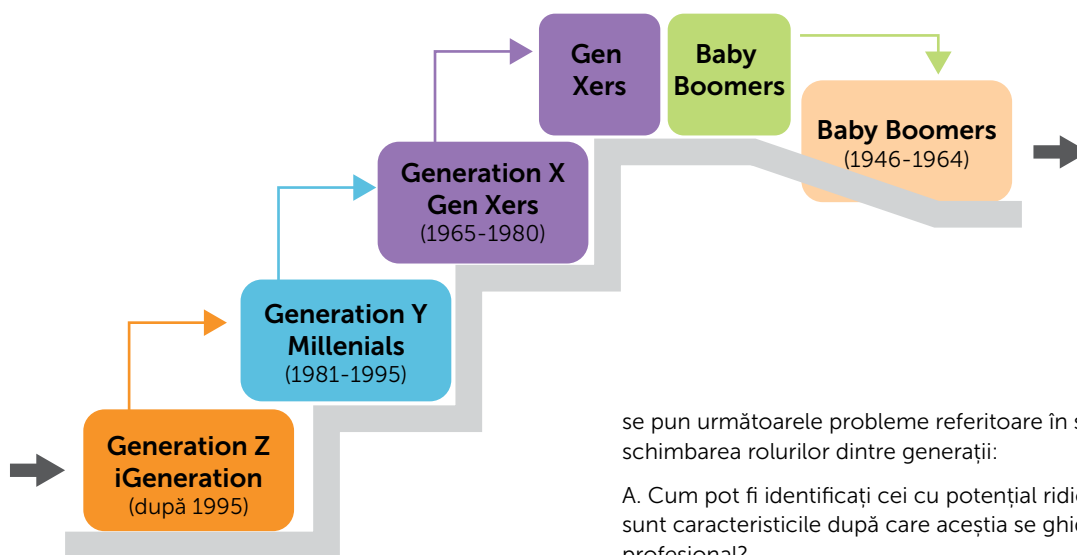 Gen
Xers
Baby
Boomers
Baby Boomers
(1946-1964)
Generation X
Gen Xers
(1965-1980)
Generation Y
Millenials
(1981-1995)
Generation Z
iGeneration
(după 1995)
se pun următoarele probleme referitoare în
schimbarea rolurilor dintre generații:
A. Cum pot fi identificați cei cu potențial
sunt caracteristicile după care aceștia se
profesional?